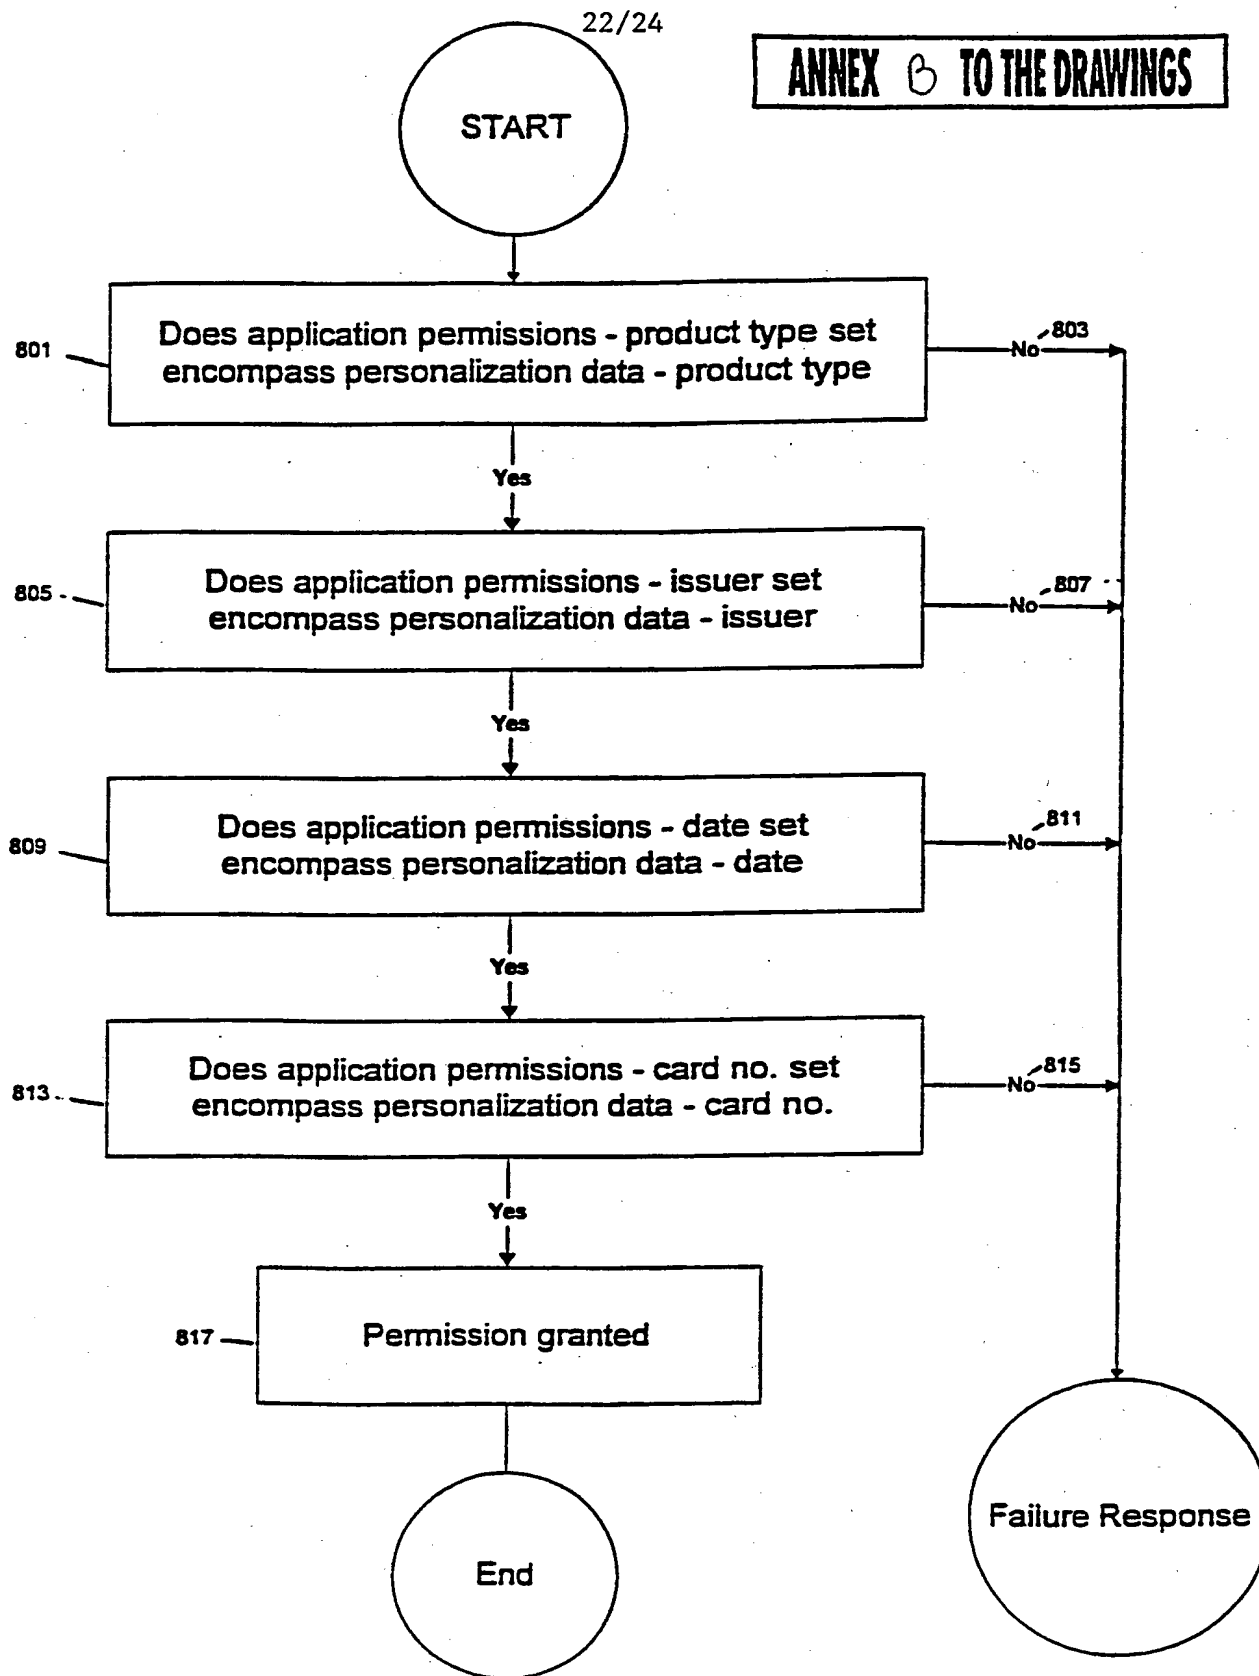 22/24
ANNEX B TO THE DRAWINGS
START
801
Does application permissions - product type set
encompass personalization data - product type
No
803
Yes
805
Does application permissions - issuer set
encompass personalization data - issuer
No
807
Yes
809
Does application permissions - date set
encompass personalization data - date
No
811
Yes
813
Does application permissions - card no. set
encompass personalization data - card no.
No
815
Yes
817
Permission granted
End
Failure Response